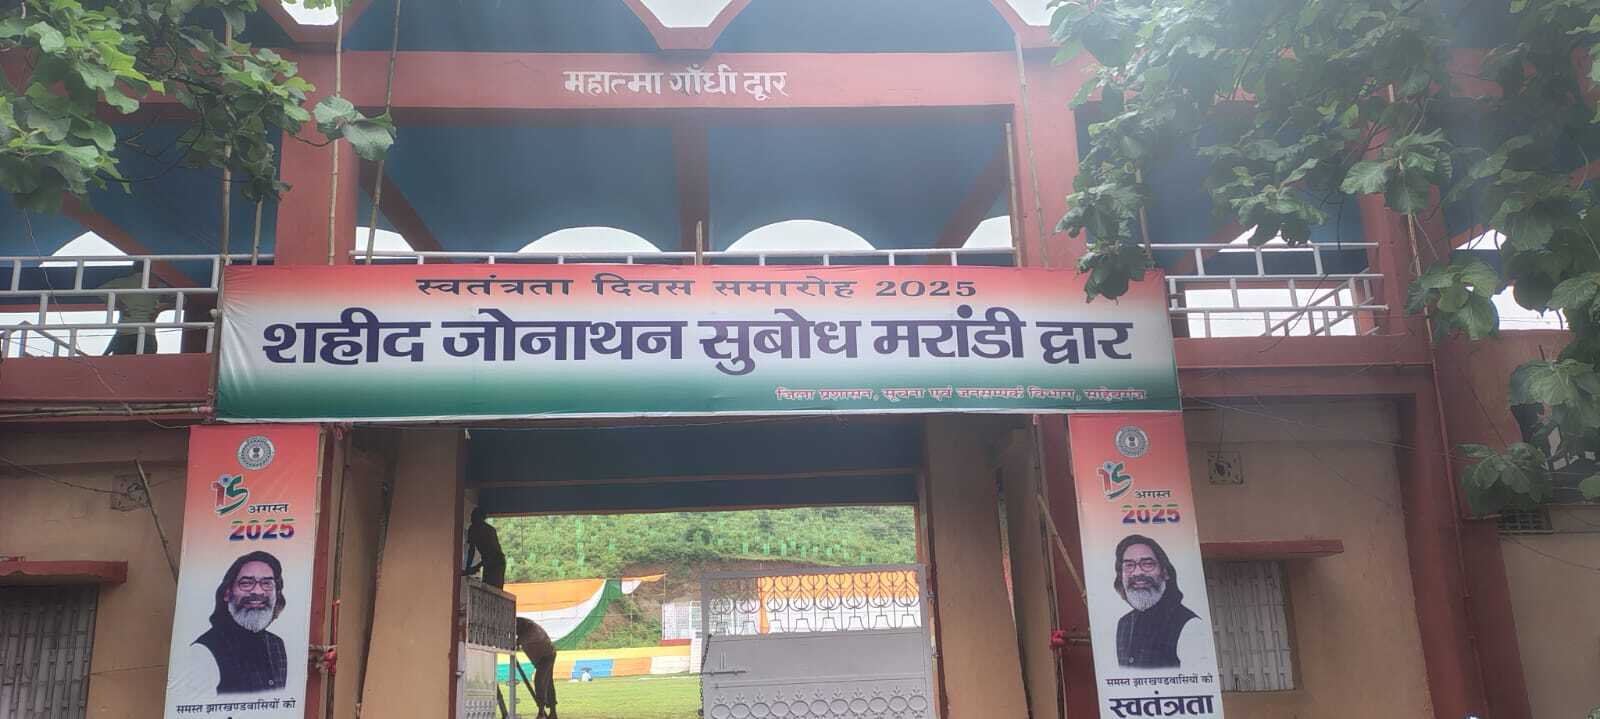 महात्मा गाँधी द्वार
स्वतंत्रता दिवस समारोह 2025
शहीद जोनाथन सुबोध मरांडी द्वार
जिला प्रशासन, सूचना एवं जनसम्पर्क विभाग, साहेबगंज
15 अगस्त
2025
समस्त झारखण्डवासियों को
15 अगस्त
2025
समस्त झारखण्डवासियों को
स्वतंत्रता